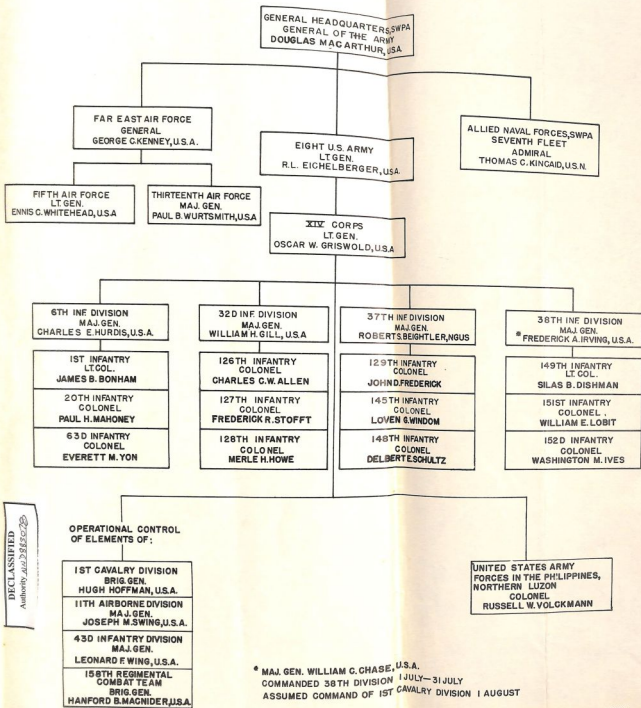 GENERAL HEADQUARTERS, SWPA
GENERAL OF THE ARMY
DOUGLAS MAC ARTHUR, U.S.A
FAR EAST AIR FORCE
GENERAL
GEORGE C. KENNEY, U.S.A.
EIGHT U.S. ARMY
LT. GEN.
R.L. EICHELBERGER, U.S.A.
ALLIED NAVAL FORCES, SWPA
SEVENTH FLEET
ADMIRAL
THOMAS C. KINCAID, U.S.N.
FIFTH AIR FORCE
LT. GEN.
ENNIS C. WHITEHEAD, U.S.A
THIRTEENTH AIR FORCE
MAJ. GEN.
PAUL B. WURTSMITH, U.S.A
XIV CORPS
LT. GEN.
OSCAR W. GRISWOLD, U.S.A
6TH INF. DIVISION
MAJ. GEN.
CHARLES E. HURDIS, U.S.A.
1ST INFANTRY
LT. COL.
JAMES B. BONHAM
20TH INFANTRY
COLONEL
PAUL H. MAHONEY
63D INFANTRY
COLONEL
EVERETT M. YON
32D INF. DIVISION
MAJ. GEN.
WILLIAM H. GILL, U.S.A
126TH INFANTRY
COLONEL
CHARLES C.W. ALLEN
127TH INFANTRY
COLONEL
FREDERICK R. STOFFT
128TH INFANTRY
COLONEL
MERLE H. HOWE
37TH INF. DIVISION
MAJ. GEN.
ROBERT S. BEIGHTLER, NGUS
129TH INFANTRY
COLONEL
JOHN D. FREDERICK
145TH INFANTRY
COLONEL
LOVEN G. WINDOM
148TH INFANTRY
COLONEL
DELBERT E. SCHULTZ
38TH INF. DIVISION
MAJ. GEN.
* FREDERICK A. IRVING, U.S.A.
149TH INFANTRY
LT. COL.
SILAS B. DISHMAN
151ST INFANTRY
COLONEL.
WILLIAM E. LOBIT
152D INFANTRY
COLONEL
WASHINGTON M. IVES
DECLASSIFIED
Authority NND883078
OPERATIONAL CONTROL
OF ELEMENTS OF:
1ST CAVALRY DIVISION
BRIG. GEN.
HUGH HOFFMAN, U.S.A.
11TH AIRBORNE DIVISION
MAJ. GEN.
JOSEPH M. SWING, U.S.A.
43D INFANTRY DIVISION
MAJ. GEN.
LEONARD F. WING, U.S.A.
158TH REGIMENTAL
COMBAT TEAM
BRIG. GEN.
HANFORD B. MACNIDER, U.S.A
UNITED STATES ARMY
FORCES IN THE PHILIPPINES,
NORTHERN LUZON
COLONEL
RUSSELL W. VOLCKMANN
* MAJ. GEN. WILLIAM C. CHASE, U.S.A.
COMMANDED 38TH DIVISION 1 JULY—31 JULY
ASSUMED COMMAND OF 1ST CAVALRY DIVISION 1 AUGUST